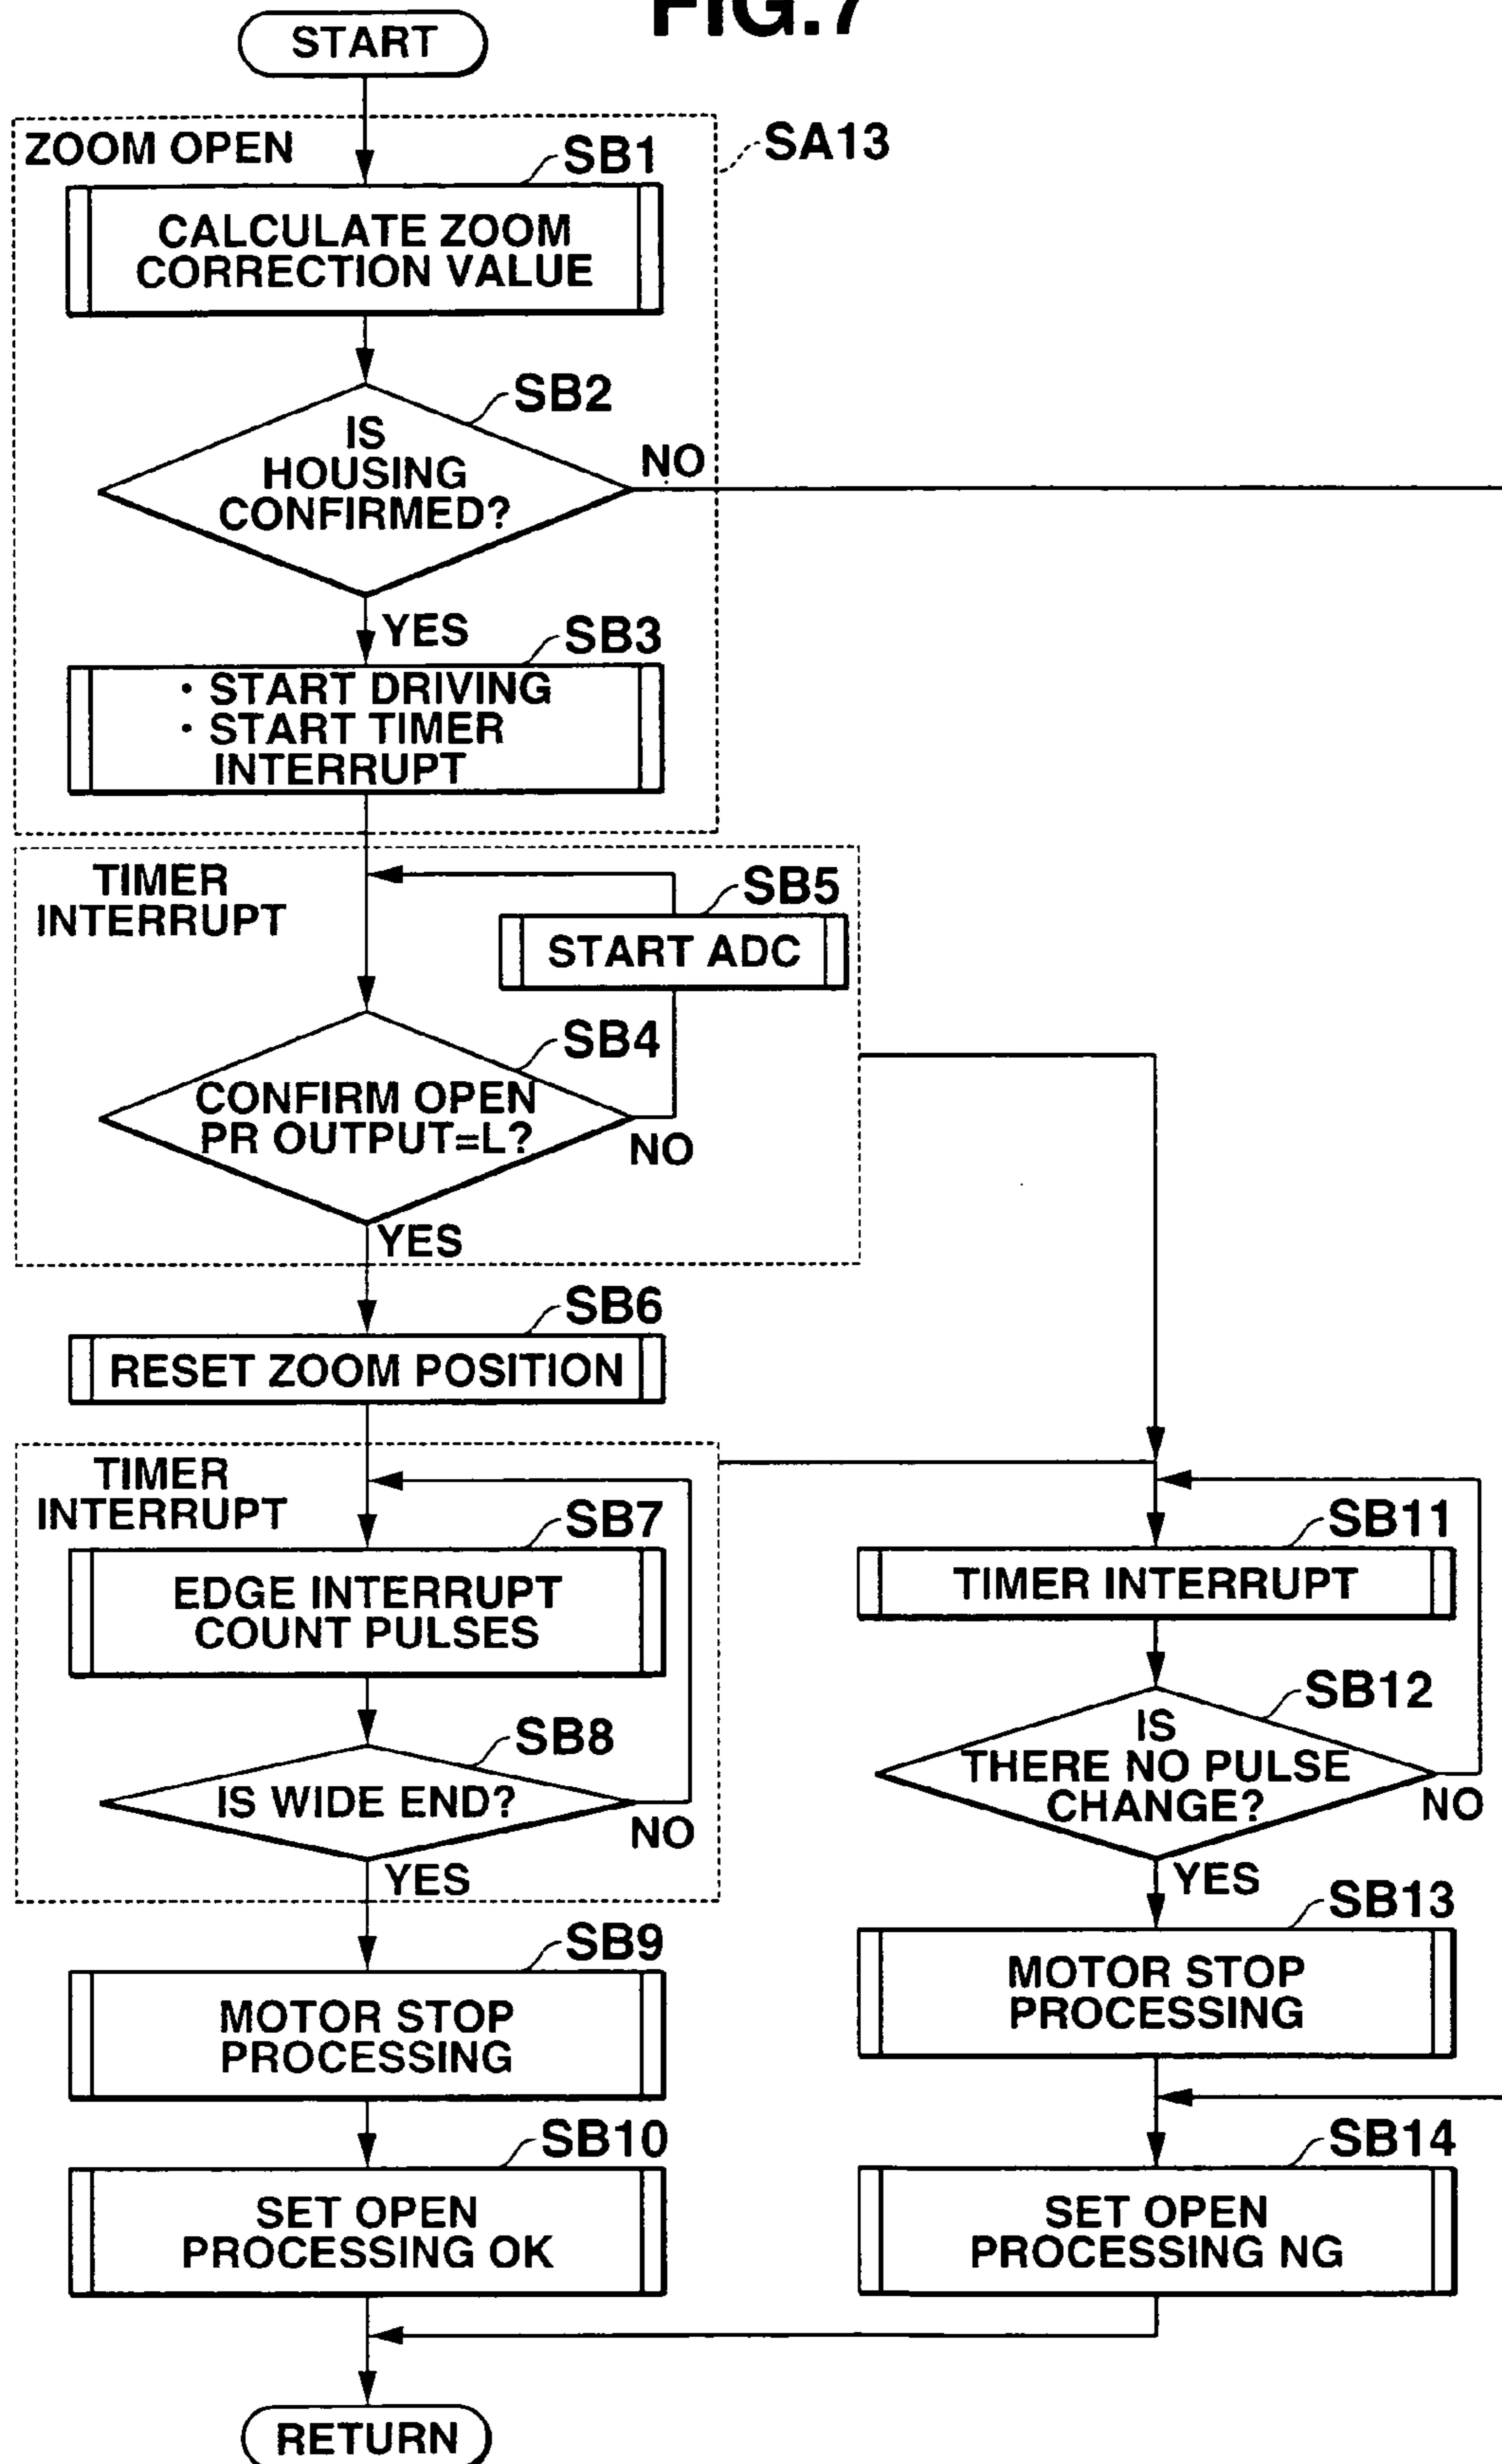 FIG.7
START
ZOOM OPEN
SA13
SB1
CALCULATE ZOOM
CORRECTION VALUE
SB2
IS
HOUSING
CONFIRMED?
NO
YES
SB3
・START DRIVING
・START TIMER
INTERRUPT
TIMER
INTERRUPT
SB5
START ADC
SB4
CONFIRM OPEN
PR OUTPUT=L?
NO
YES
SB6
RESET ZOOM POSITION
TIMER
INTERRUPT
SB7
EDGE INTERRUPT
COUNT PULSES
SB8
IS WIDE END?
NO
YES
SB9
MOTOR STOP
PROCESSING
SB10
SET OPEN
PROCESSING OK
SB11
TIMER INTERRUPT
SB12
IS
THERE NO PULSE
CHANGE?
NO
YES
SB13
MOTOR STOP
PROCESSING
SB14
SET OPEN
PROCESSING NG
RETURN